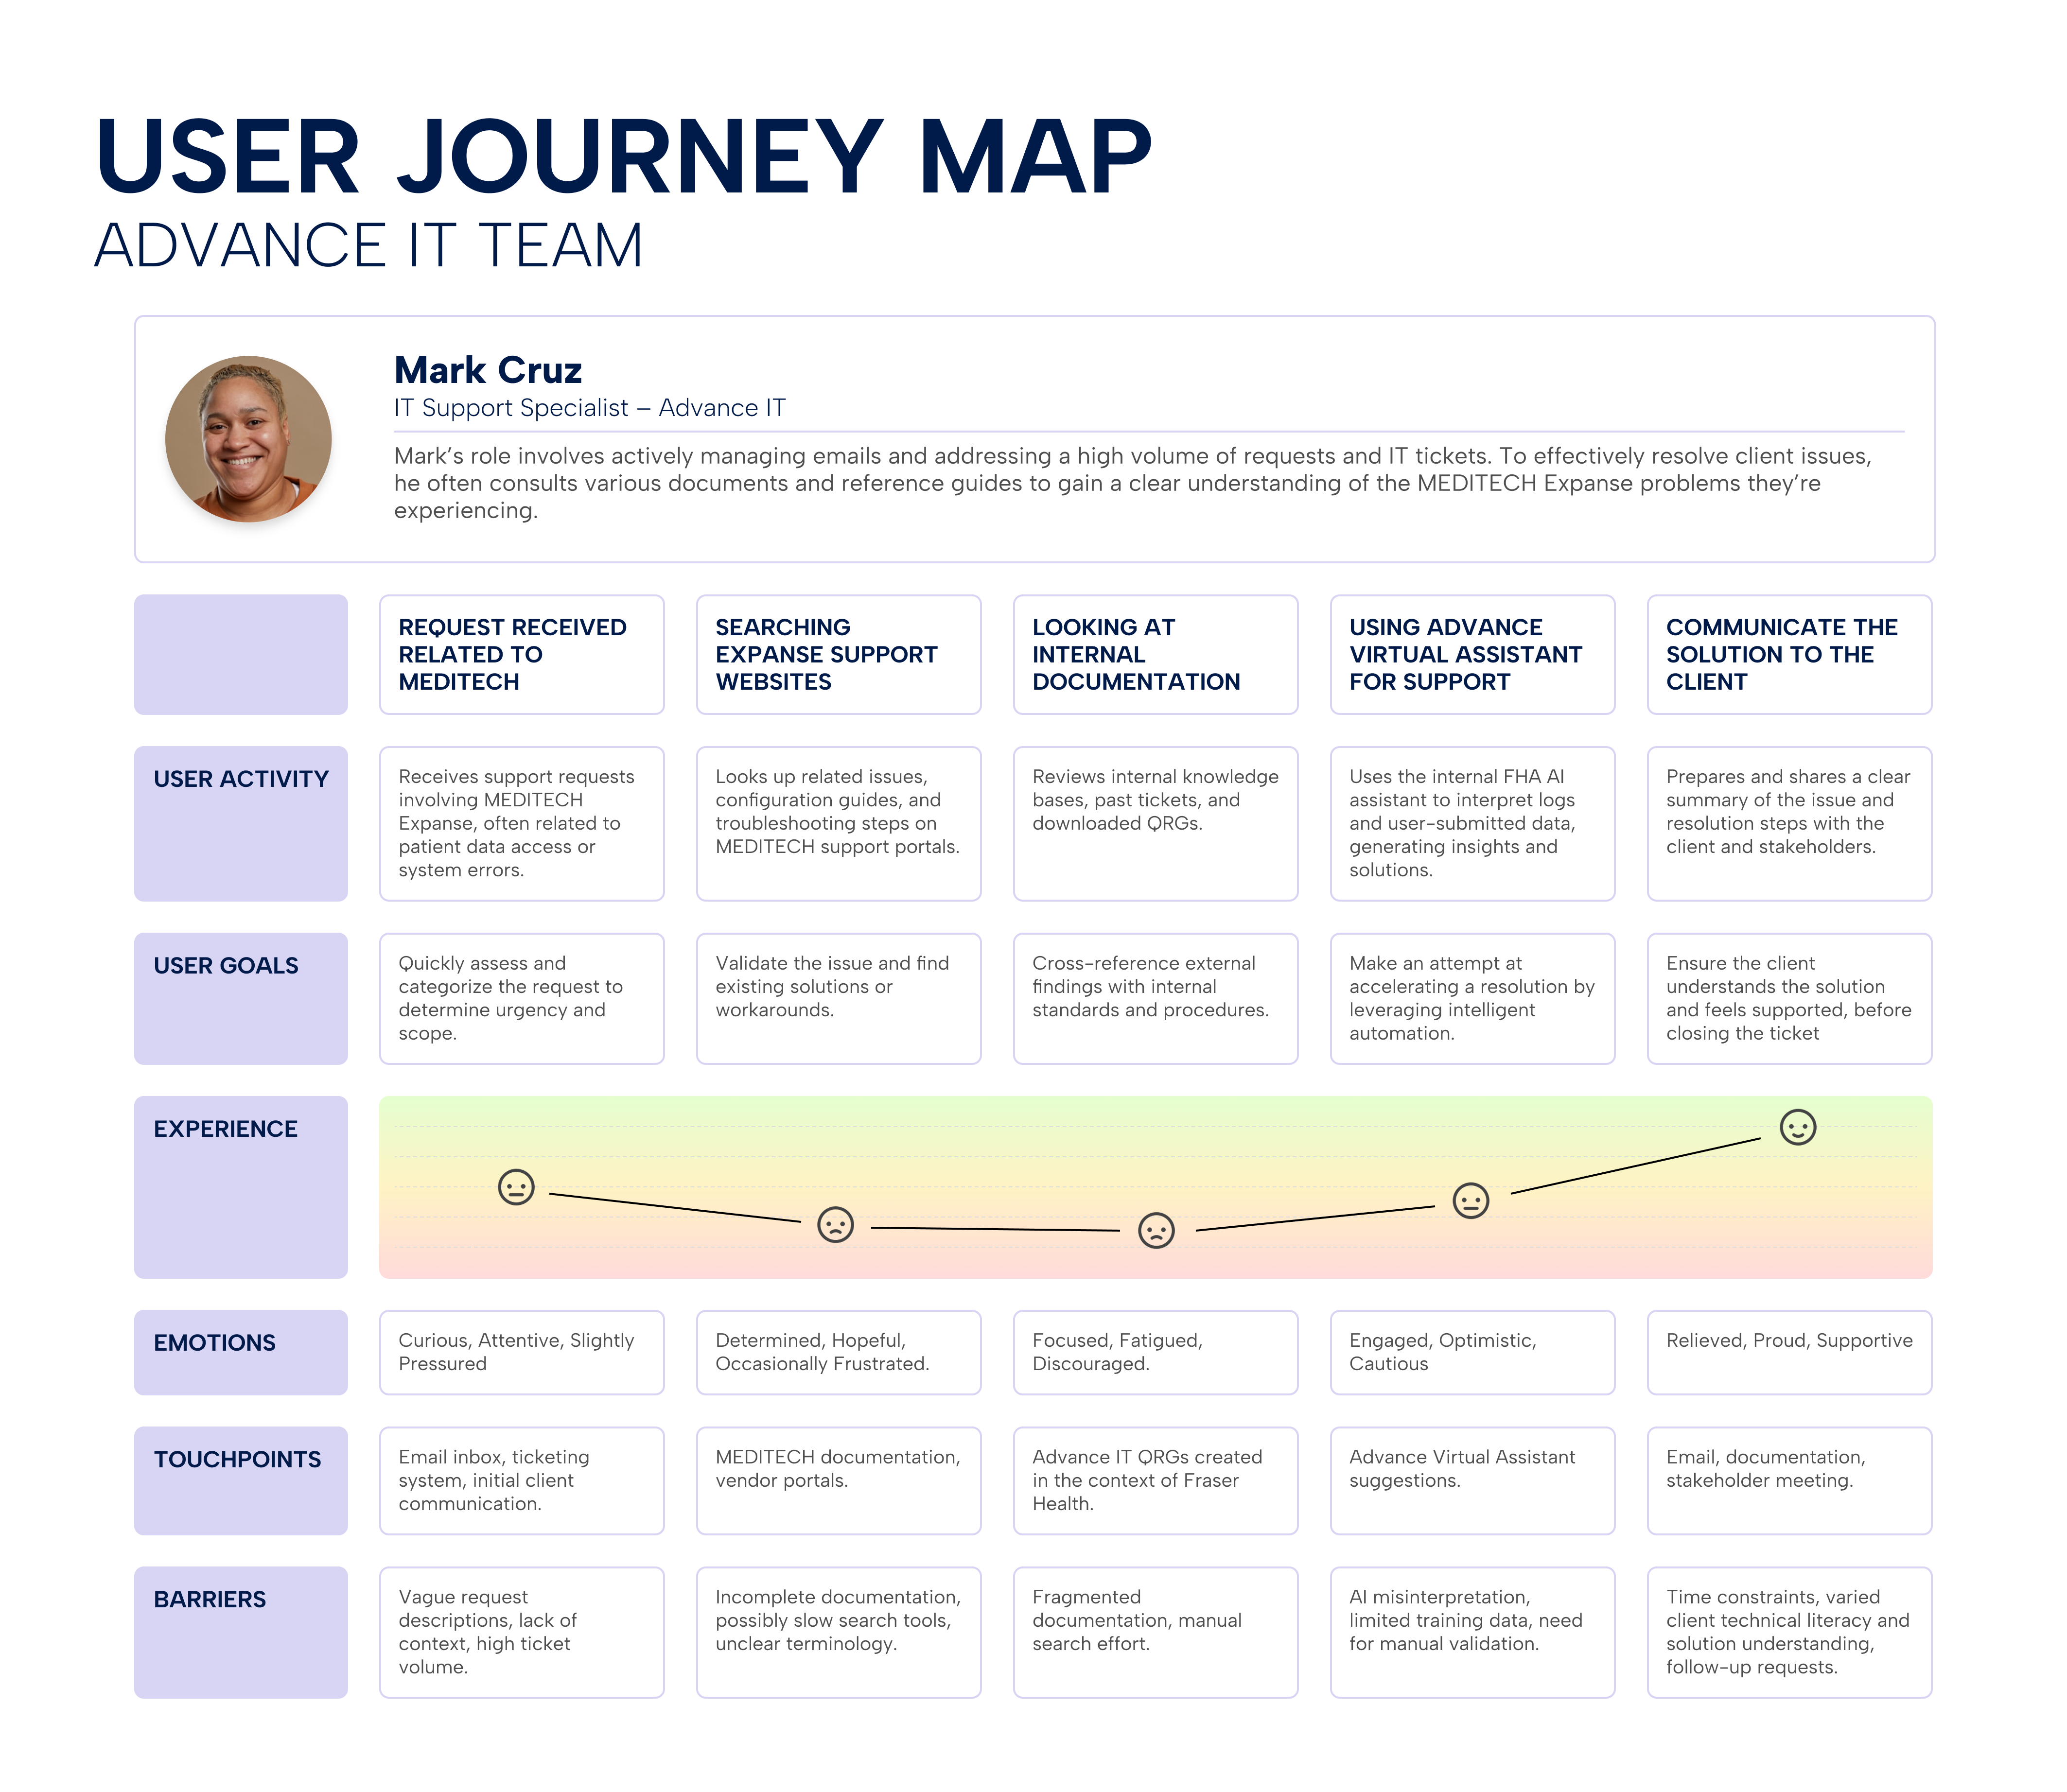 USER JOURNEY MAP
ADVANCE IT TEAM
Mark Cruz
IT Support Specialist – Advance IT
Mark’s role involves actively managing emails and addressing a high volume of requests and IT tickets. To effectively resolve client issues,
he often consults various documents and reference guides to gain a clear understanding of the MEDITECH Expanse problems they’re
experiencing.
REQUEST RECEIVED
RELATED TO
MEDITECH
SEARCHING
EXPANSE SUPPORT
WEBSITES
LOOKING AT
INTERNAL
DOCUMENTATION
USING ADVANCE
VIRTUAL ASSISTANT
FOR SUPPORT
COMMUNICATE THE
SOLUTION TO THE
CLIENT
USER ACTIVITY
Receives support requests
involving MEDITECH
Expanse, often related to
patient data access or
system errors.
Looks up related issues,
configuration guides, and
troubleshooting steps on
MEDITECH support portals.
Reviews internal knowledge
bases, past tickets, and
downloaded QRGs.
Uses the internal FHA AI
assistant to interpret logs
and user-submitted data,
generating insights and
solutions.
Prepares and shares a clear
summary of the issue and
resolution steps with the
client and stakeholders.
USER GOALS
Quickly assess and
categorize the request to
determine urgency and
scope.
Validate the issue and find
existing solutions or
workarounds.
Cross-reference external
findings with internal
standards and procedures.
Make an attempt at
accelerating a resolution by
leveraging intelligent
automation.
Ensure the client
understands the solution
and feels supported, before
closing the ticket
EXPERIENCE
EMOTIONS
Curious, Attentive, Slightly
Pressured
Determined, Hopeful,
Occasionally Frustrated.
Focused, Fatigued,
Discouraged.
Engaged, Optimistic,
Cautious
Relieved, Proud, Supportive
TOUCHPOINTS
Email inbox, ticketing
system, initial client
communication.
MEDITECH documentation,
vendor portals.
Advance IT QRGs created
in the context of Fraser
Health.
Advance Virtual Assistant
suggestions.
Email, documentation,
stakeholder meeting.
BARRIERS
Vague request
descriptions, lack of
context, high ticket
volume.
Incomplete documentation,
possibly slow search tools,
unclear terminology.
Fragmented
documentation, manual
search effort.
AI misinterpretation,
limited training data, need
for manual validation.
Time constraints, varied
client technical literacy and
solution understanding,
follow-up requests.